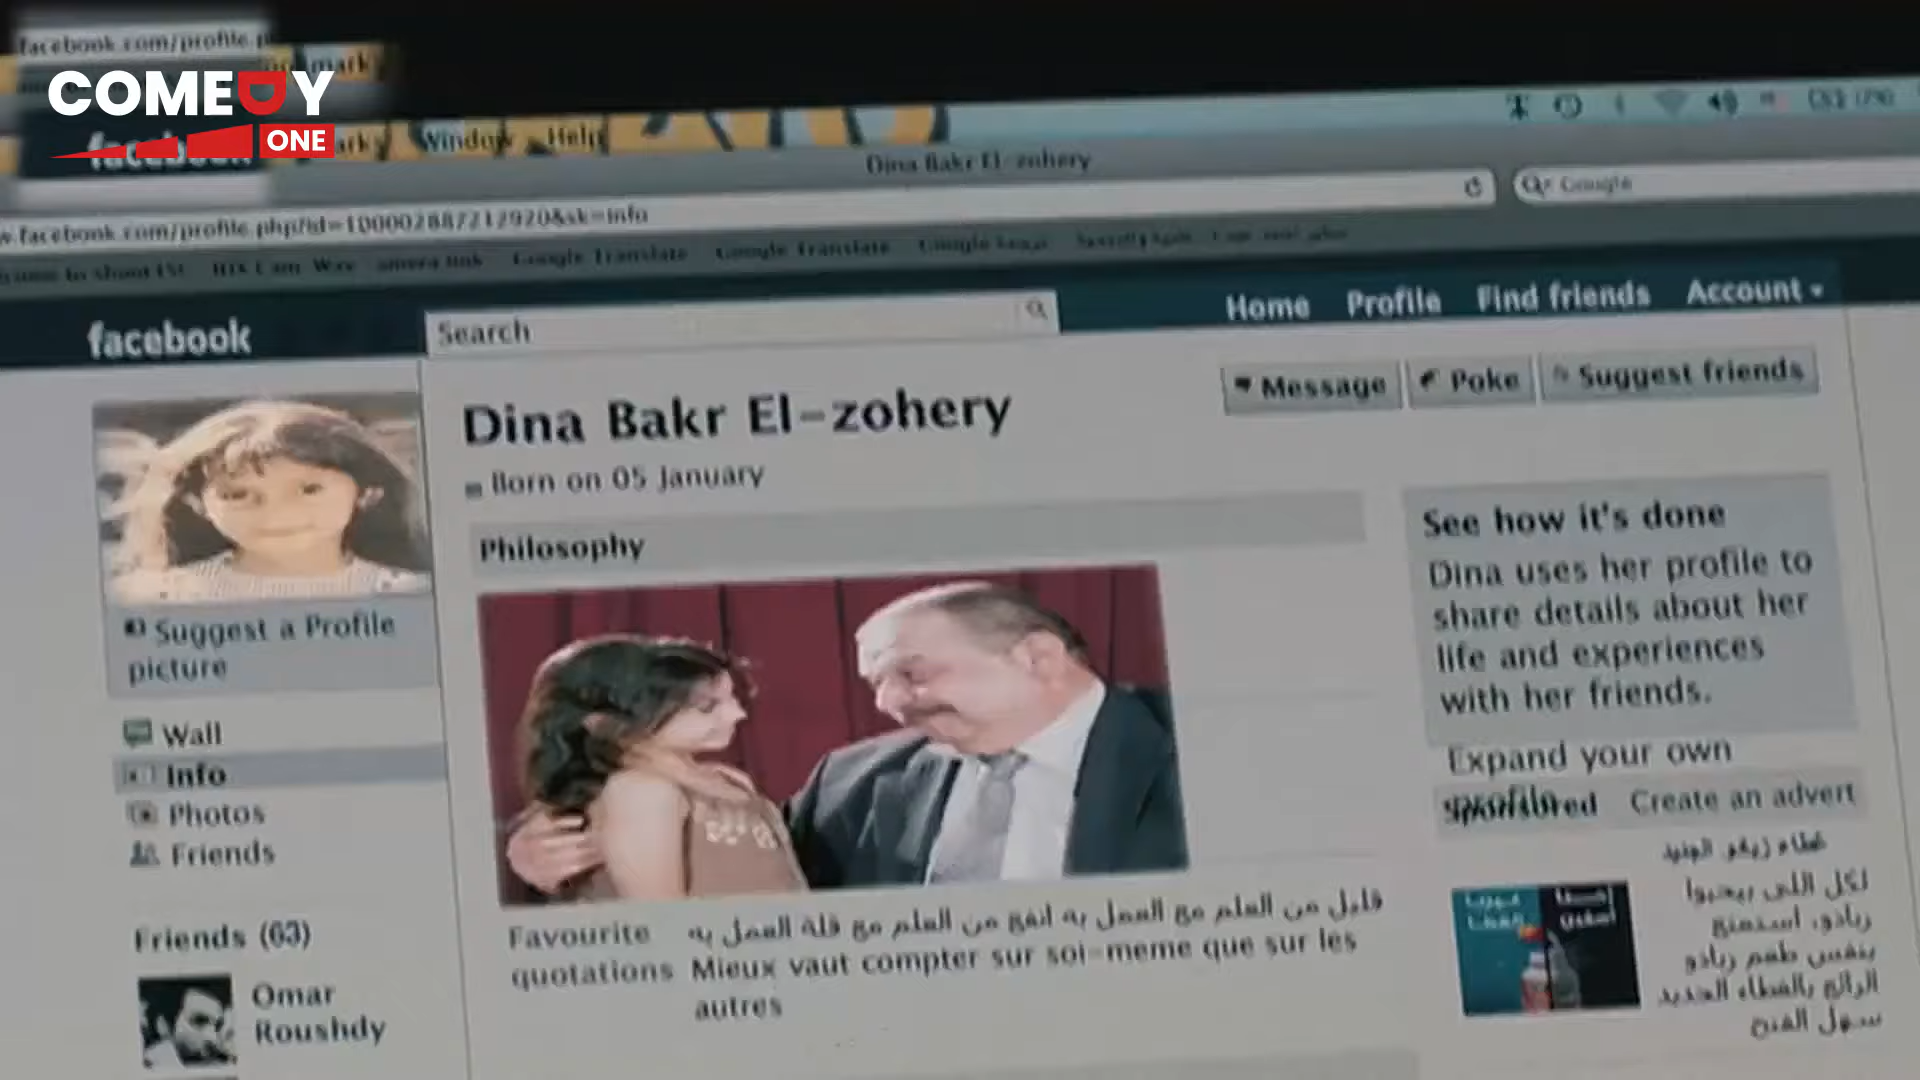 facebook.com/profile.p
COMEDY
ONE
Window Help
Dina Bakr El-zohery
w.facebook.com/profile.php?id=100002887212920&sk=info
Google
Google Translate Google Translate
facebook
Search
Home Profile Find friends Account
Dina Bakr El-zohery
Message Poke Suggest friends
Born on 05 January
Philosophy
Suggest a Profile
picture
Wall
Info
Photos
Friends
Friends (63)
Omar
Roushdy
Favourite
quotations
قليل من العلم مع العمل به انفع من العلم مع قلة العمل به
Mieux vaut compter sur soi-meme que sur les
autres
See how it's done
Dina uses her profile to
share details about her
life and experiences
with her friends.
Expand your own
profile
Sponsored Create an advert
لكل اللى بيحبوا
ربادو، استمتع
بنفس طعم ربادو
الرائع بالغطاء الجديد
سهل الفتح